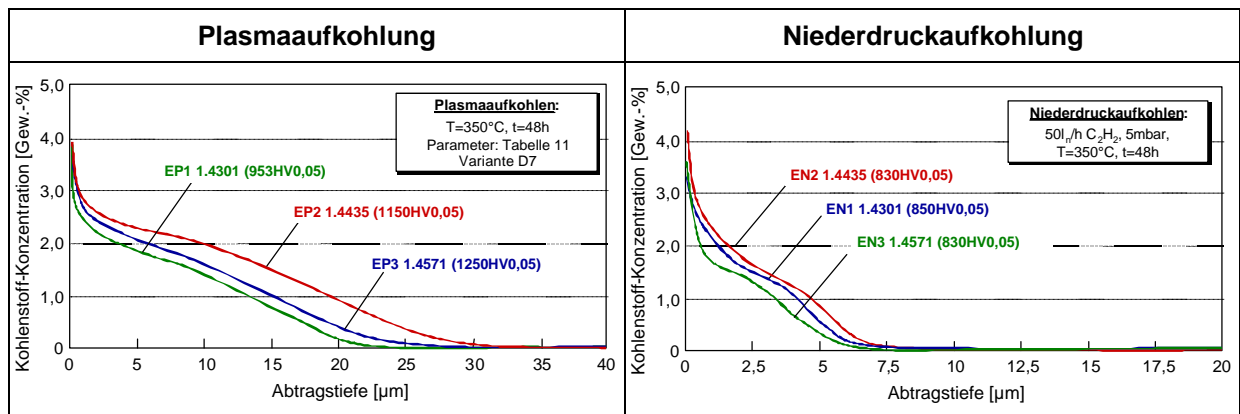 Plasmaaufkohlung
Kohlenstoff-Konzentration [Gew.-%]
5,0
4,0
3,0
2,0
1,0
0
Plasmaaufkohlen:
T=350°C, t=48h
Parameter: Tabelle 11
Variante D7
EP1 1.4301 (953HV0,05)
EP2 1.4435 (1150HV0,05)
EP3 1.4571 (1250HV0,05)
0 5 10 15 20 25 30 35 40
Abtragstiefe [µm]
Niederdruckaufkohlung
Kohlenstoff-Konzentration [Gew.-%]
5,0
4,0
3,0
2,0
1,0
0
Niederdruckaufkohlen:
50lₙ/h C₂H₂, 5mbar,
T=350°C, t=48h
EN2 1.4435 (830HV0,05)
EN1 1.4301 (850HV0,05)
EN3 1.4571 (830HV0,05)
0 2,5 5 7,5 10 12,5 15 17,5 20
Abtragstiefe [µm]